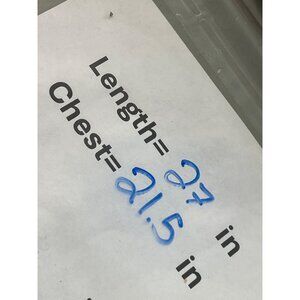 Length= 27 in
Chest= 21.5 in